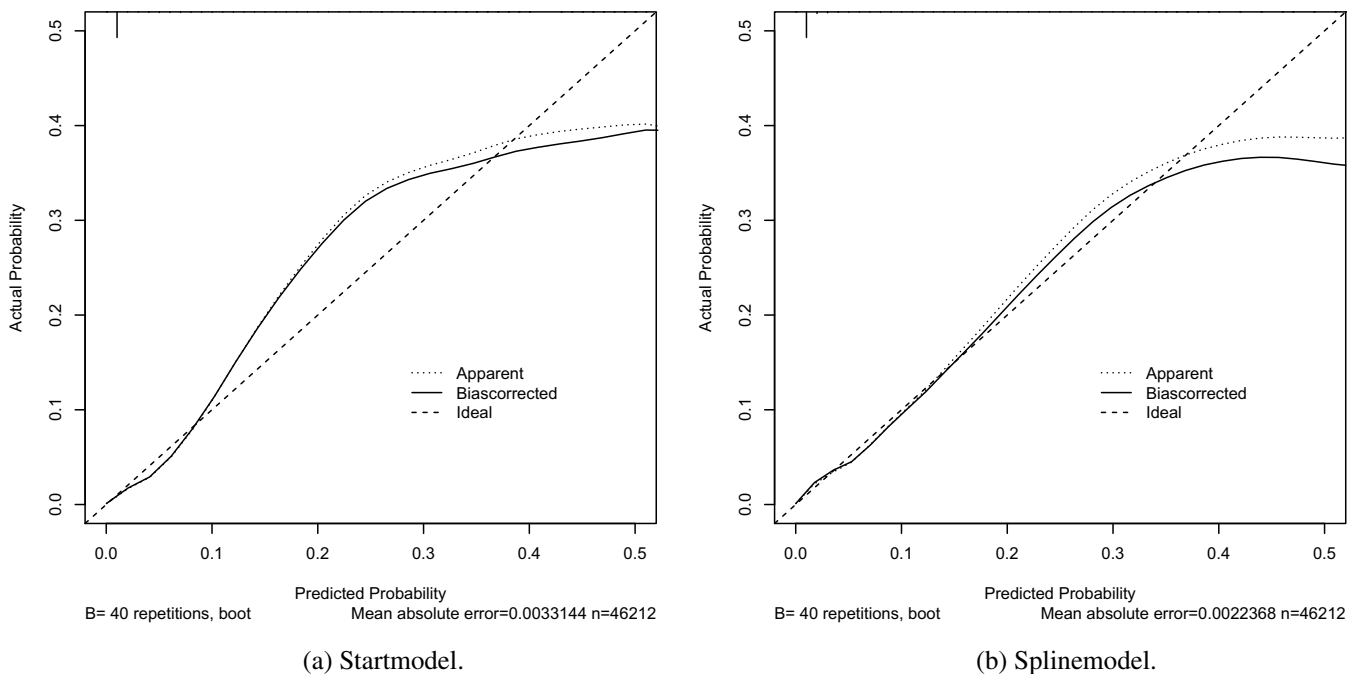 0.5
0.4
0.3
0.2
0.1
0.0
Actual Probability
0.0 0.1 0.2 0.3 0.4 0.5
Predicted Probability
Apparent
Biascorrected
Ideal
B= 40 repetitions, boot
Mean absolute error=0.0033144 n=46212
(a) Startmodel.
0.5
0.4
0.3
0.2
0.1
0.0
Actual Probability
0.0 0.1 0.2 0.3 0.4 0.5
Predicted Probability
Apparent
Biascorrected
Ideal
B= 40 repetitions, boot
Mean absolute error=0.0022368 n=46212
(b) Splinemodel.